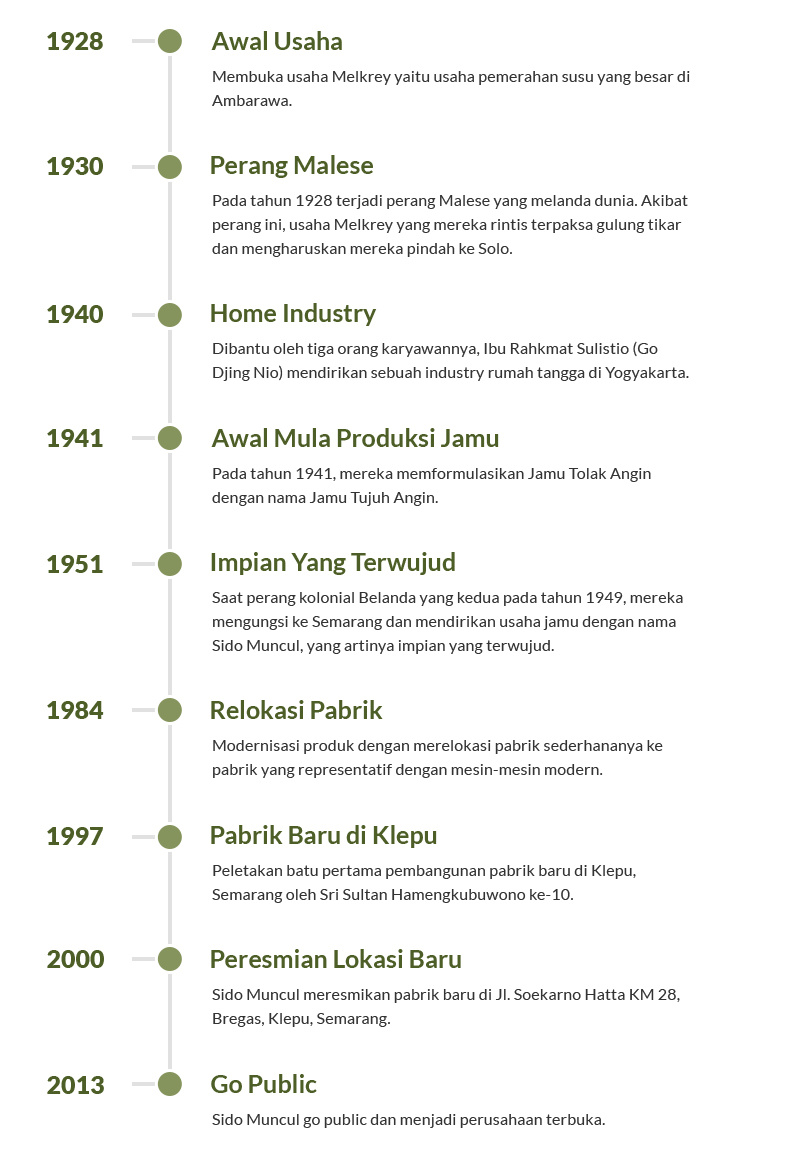 1928
Awal Usaha
Membuka usaha Melkrey yaitu usaha pemerahan susu yang besar di
Ambarawa.
1930
Perang Malese
Pada tahun 1928 terjadi perang Malese yang melanda dunia. Akibat
perang ini, usaha Melkrey yang mereka rintis terpaksa gulung tikar
dan mengharuskan mereka pindah ke Solo.
1940
Home Industry
Dibantu oleh tiga orang karyawannya, Ibu Rahkmat Sulistio (Go
Djing Nio) mendirikan sebuah industry rumah tangga di Yogyakarta.
1941
Awal Mula Produksi Jamu
Pada tahun 1941, mereka memformulasikan Jamu Tolak Angin
dengan nama Jamu Tujuh Angin.
1951
Impian Yang Terwujud
Saat perang kolonial Belanda yang kedua pada tahun 1949, mereka
mengungsi ke Semarang dan mendirikan usaha jamu dengan nama
Sido Muncul, yang artinya impian yang terwujud.
1984
Relokasi Pabrik
Modernisasi produk dengan merelokasi pabrik sederhananya ke
pabrik yang representatif dengan mesin-mesin modern.
1997
Pabrik Baru di Klepu
Peletakan batu pertama pembangunan pabrik baru di Klepu,
Semarang oleh Sri Sultan Hamengkubuwono ke-10.
2000
Peresmian Lokasi Baru
Sido Muncul meresmikan pabrik baru di Jl. Soekarno Hatta KM 28,
Bregas, Klepu, Semarang.
2013
Go Public
Sido Muncul go public dan menjadi perusahaan terbuka.